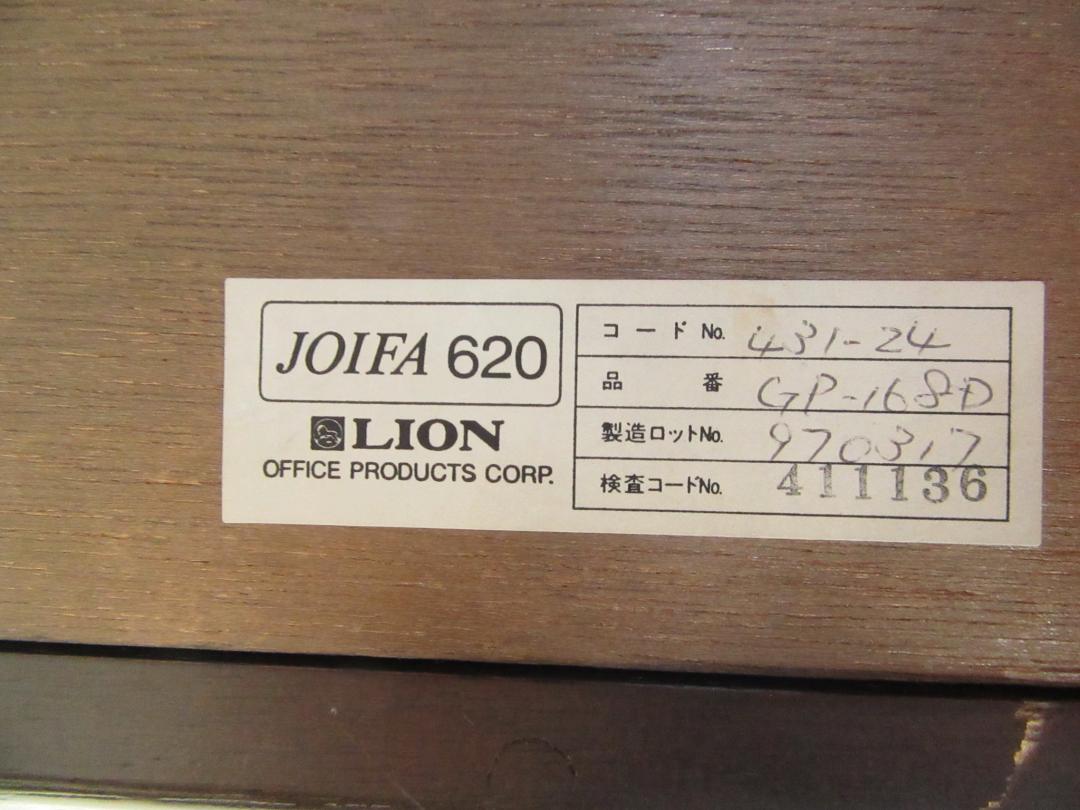 JOIFA 620
LION
OFFICE PRODUCTS CORP.
コードNo. 431-24
品番 GP-168D
製造ロットNo. 970317
検査コードNo. 411136